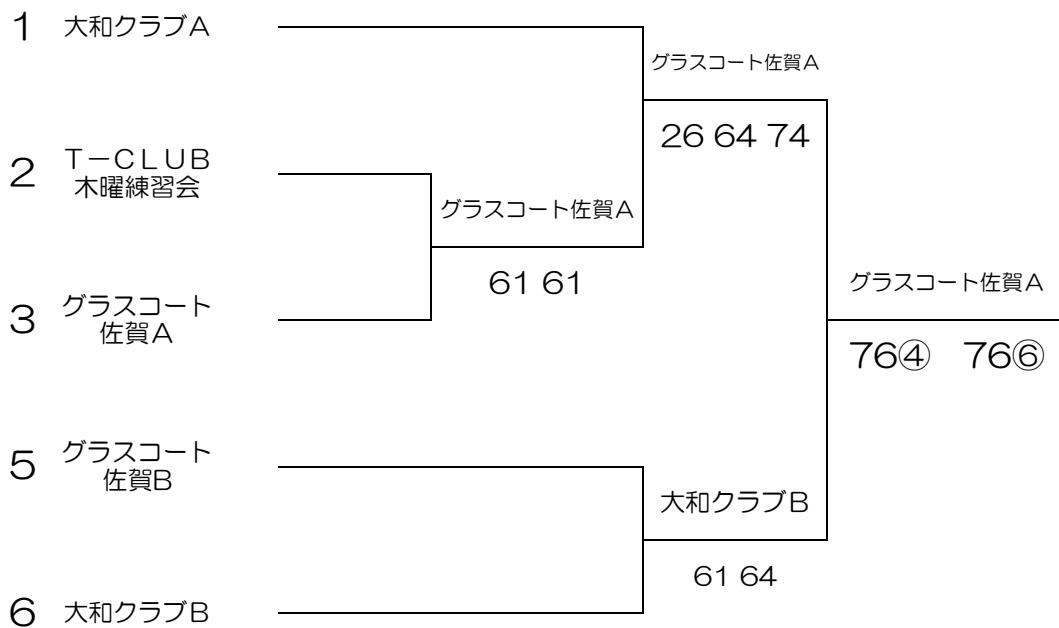 1 大和クラブA
グラスコート佐賀A
26 64 74
2 T－CLUB
木曜練習会
グラスコート佐賀A
61 61
グラスコート佐賀A
3 グラスコート
佐賀A
76④ 76⑥
5 グラスコート
佐賀B
大和クラブB
61 64
6 大和クラブB